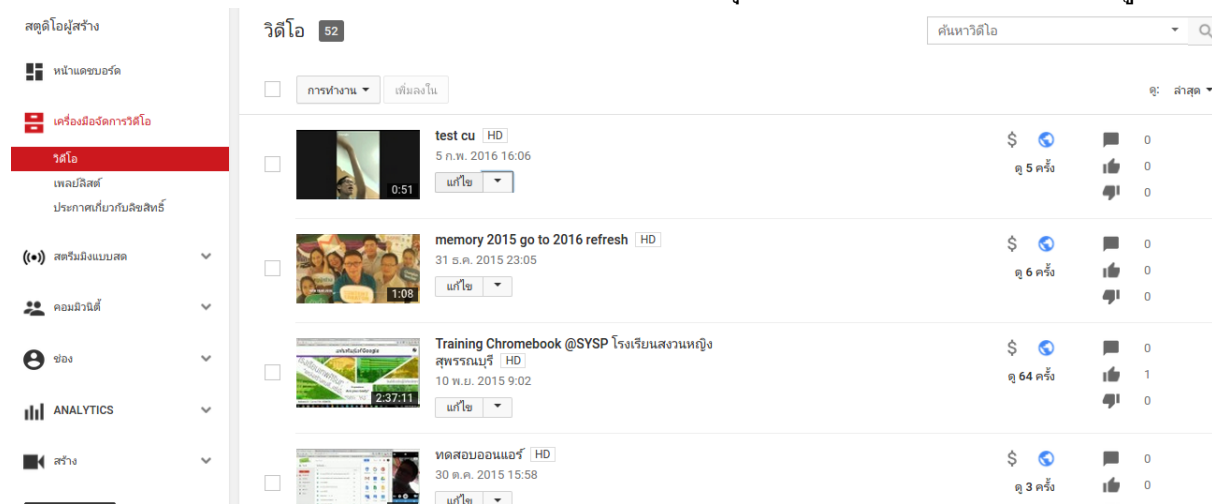 สตูดิโอผู้สร้าง
วิดีโอ 52
ค้นหาวิดีโอ
หน้าแดชบอร์ด
การทำงาน
เพิ่มลงใน
ดู: ล่าสุด
เครื่องมือจัดการวิดีโอ
วิดีโอ
เพลย์ลิสต์
ประกาศเกี่ยวกับลิขสิทธิ์
สตรีมมิงแบบสด
คอมมิวนิตี้
ช่อง
ANALYTICS
สร้าง
test cu HD
5 ก.พ. 2016 16:06
แก้ไข
0:51
$
ดู 5 ครั้ง
0
0
0
memory 2015 go to 2016 refresh HD
31 ธ.ค. 2015 23:05
แก้ไข
1:08
$
ดู 6 ครั้ง
0
0
0
Training Chromebook @SYSP โรงเรียนสงวนหญิง
สุพรรณบุรี HD
10 พ.ย. 2015 9:02
แก้ไข
2:37:11
$
ดู 64 ครั้ง
0
1
0
ทดสอบออนแอร์ HD
30 ต.ค. 2015 15:58
แก้ไข
$
ดู 3 ครั้ง
0
0